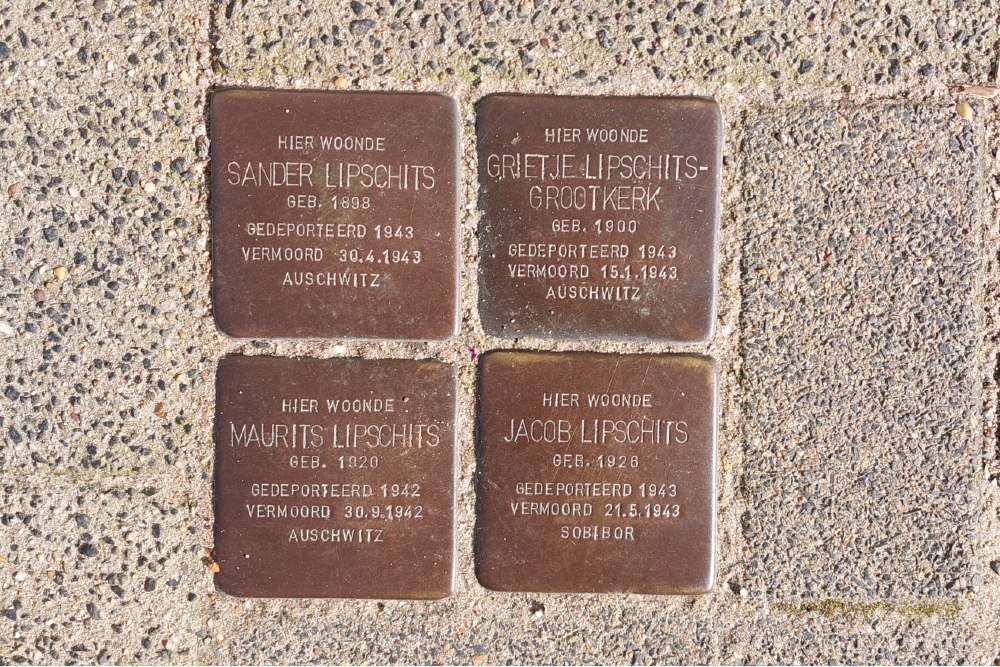 HIER WOONDE
SANDER LIPSCHITS
GEB. 1898
GEDEPORTEERD 1943
VERMOORD 30.4.1943
AUSCHWITZ
HIER WOONDE
GRIETJE LIPSCHITS-
GROOTKERK
GEB. 1900
GEDEPORTEERD 1943
VERMOORD 15.1.1943
AUSCHWITZ
HIER WOONDE
MAURITS LIPSCHITS
GEB. 1920
GEDEPORTEERD 1942
VERMOORD 30.9.1942
AUSCHWITZ
HIER WOONDE
JACOB LIPSCHITS
GEB. 1926
GEDEPORTEERD 1943
VERMOORD 21.5.1943
SOBIBOR